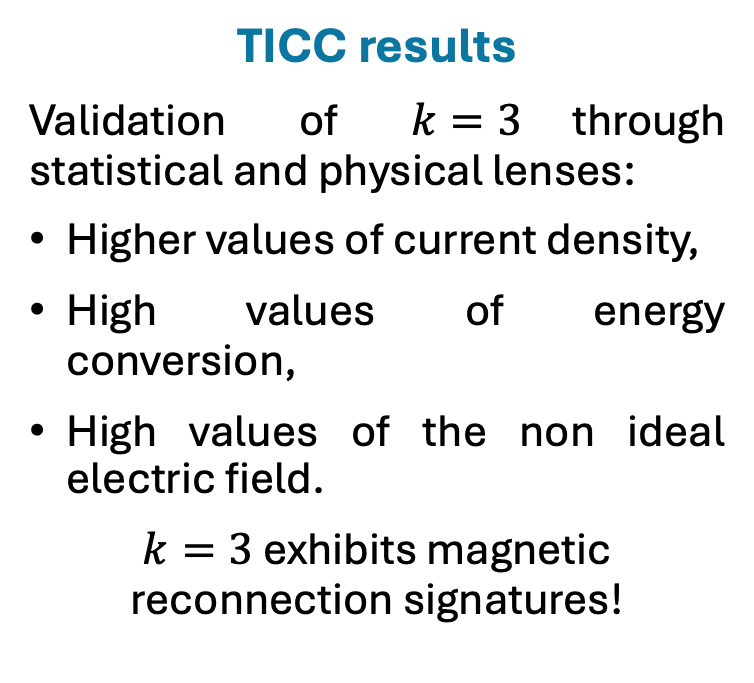 TICC results
Validation of k = 3 through
statistical and physical lenses:
• Higher values of current density,
• High values of energy
conversion,
• High values of the non ideal
electric field.
k = 3 exhibits magnetic
reconnection signatures!